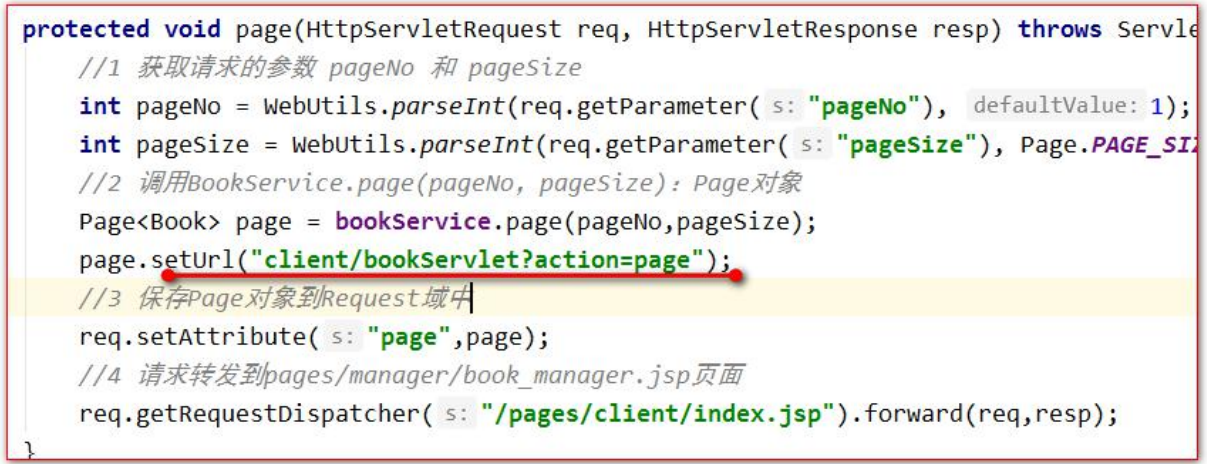 protected void page(HttpServletRequest req, HttpServletResponse resp) throws Servle
//1 获取请求的参数 pageNo 和 pageSize
int pageNo = WebUtils.parseInt(req.getParameter( s: "pageNo"), defaultValue: 1);
int pageSize = WebUtils.parseInt(req.getParameter( s: "pageSize"), Page.PAGE_SIZ
//2 调用BookService.page(pageNo，pageSize)：Page对象
Page<Book> page = bookService.page(pageNo,pageSize);
page.setUrl("client/bookServlet?action=page");
//3 保存Page对象到Request域中
req.setAttribute( s: "page",page);
//4 请求转发到pages/manager/book_manager.jsp页面
req.getRequestDispatcher( s: "/pages/client/index.jsp").forward(req,resp);
}